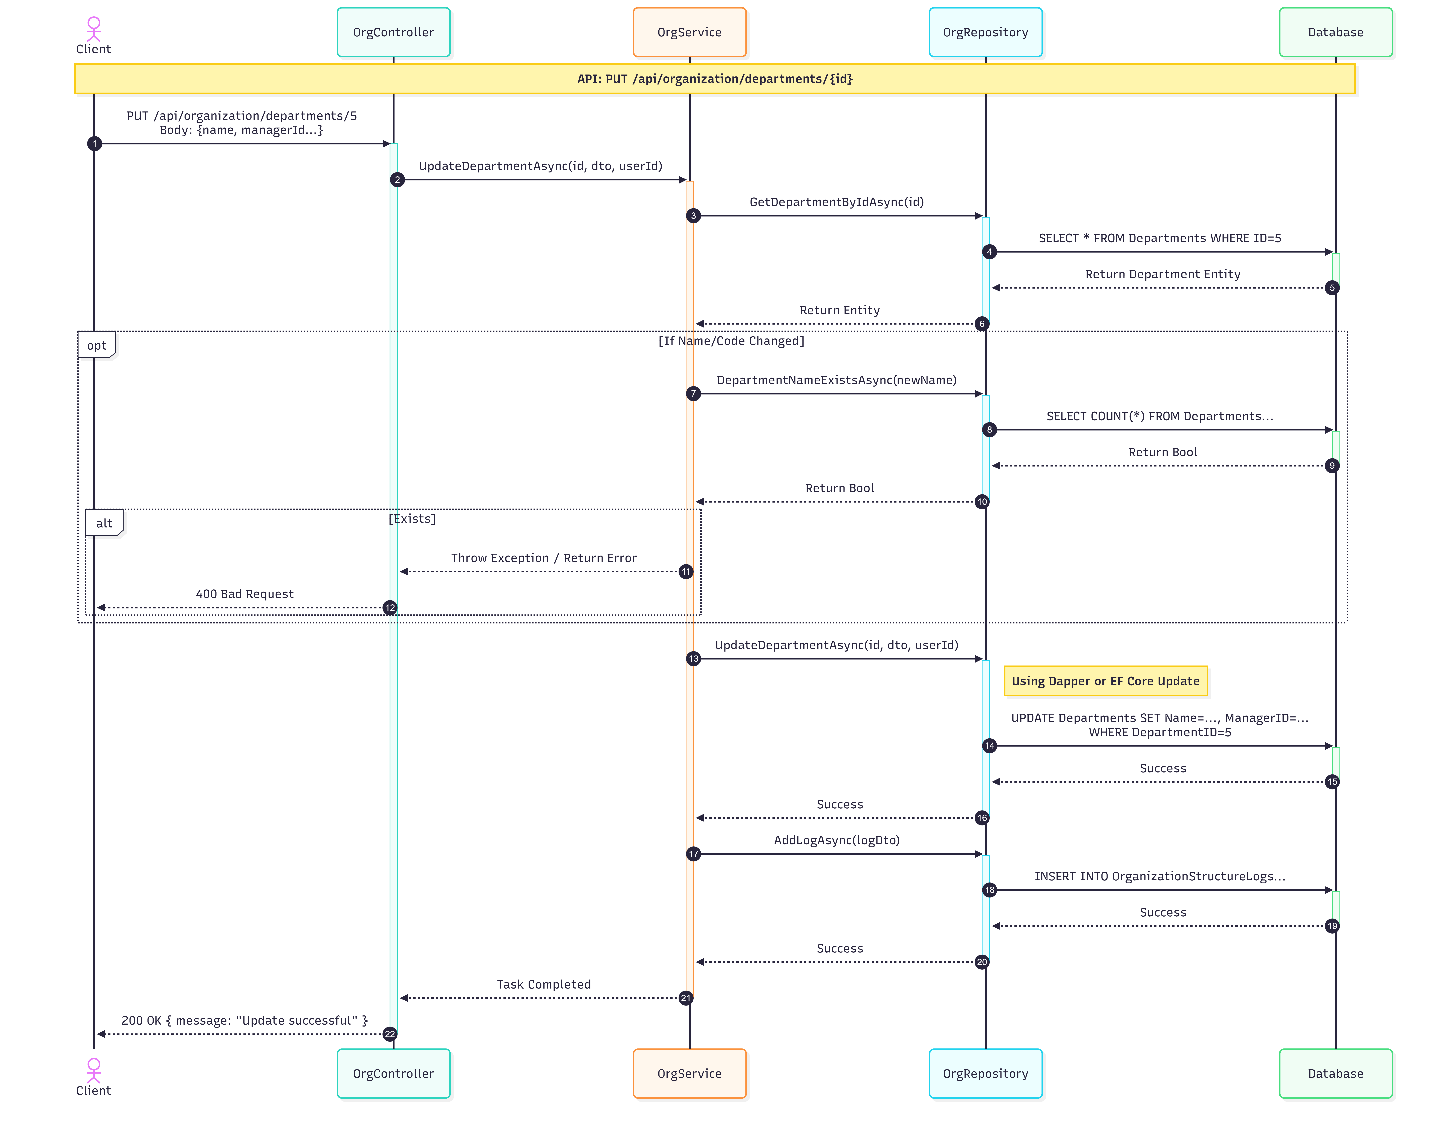 OrgController
OrgService
OrgRepository
Database
Client
API: PUT /api/organization/departments/{id}
PUT /api/organization/departments/5
Body: {name, managerId...}
1
UpdateDepartmentAsync(id, dto, userId)
2
GetDepartmentByIdAsync(id)
3
SELECT * FROM Departments WHERE ID=5
4
Return Department Entity
5
Return Entity
6
opt
[If Name/Code Changed]
DepartmentNameExistsAsync(newName)
7
SELECT COUNT(*) FROM Departments...
8
Return Bool
9
Return Bool
10
alt
[Exists]
Throw Exception / Return Error
11
400 Bad Request
12
UpdateDepartmentAsync(id, dto, userId)
13
Using Dapper or EF Core Update
UPDATE Departments SET Name=..., ManagerID=...
WHERE DepartmentID=5
14
Success
15
Success
16
AddLogAsync(logDto)
17
INSERT INTO OrganizationStructureLogs...
18
Success
19
Success
20
Task Completed
21
200 OK { message: "Update successful" }
22
OrgController
OrgService
OrgRepository
Database
Client